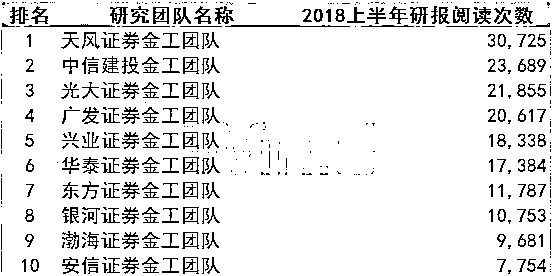 排名 研究团队名称 2018上半年研报阅读次数
1 天风证券金工团队 30,725
2 中信建投金工团队 23,689
3 光大证券金工团队 21,855
4 广发证券金工团队 20,617
5 兴业证券金工团队 18,338
6 华泰证券金工团队 17,384
7 东方证券金工团队 11,787
8 银河证券金工团队 10,753
9 渤海证券金工团队 9,681
10 安信证券金工团队 7,754